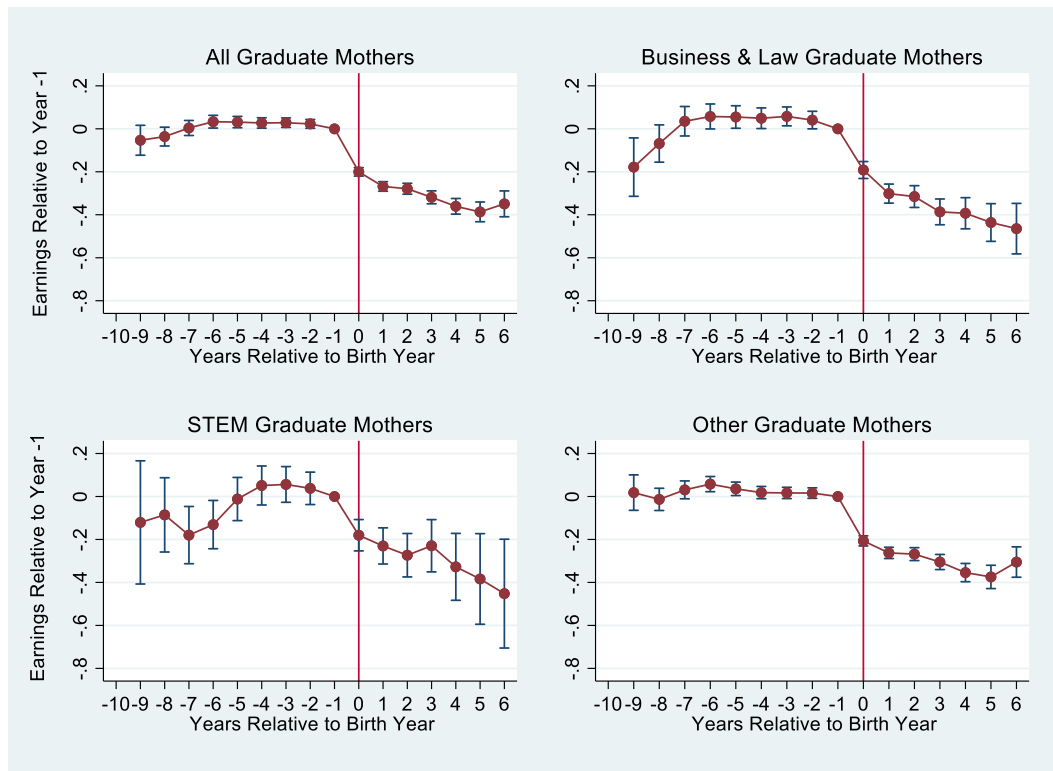 All Graduate Mothers
Earnings Relative to Year -1
.2
0
-.2
-.4
-.6
-.8
-10 -9 -8 -7 -6 -5 -4 -3 -2 -1 0 1 2 3 4 5 6
Years Relative to Birth Year
Business & Law Graduate Mothers
.2
0
-.2
-.4
-.6
-.8
-10 -9 -8 -7 -6 -5 -4 -3 -2 -1 0 1 2 3 4 5 6
Years Relative to Birth Year
STEM Graduate Mothers
Earnings Relative to Year -1
.2
0
-.2
-.4
-.6
-.8
-10 -9 -8 -7 -6 -5 -4 -3 -2 -1 0 1 2 3 4 5 6
Years Relative to Birth Year
Other Graduate Mothers
.2
0
-.2
-.4
-.6
-.8
-10 -9 -8 -7 -6 -5 -4 -3 -2 -1 0 1 2 3 4 5 6
Years Relative to Birth Year